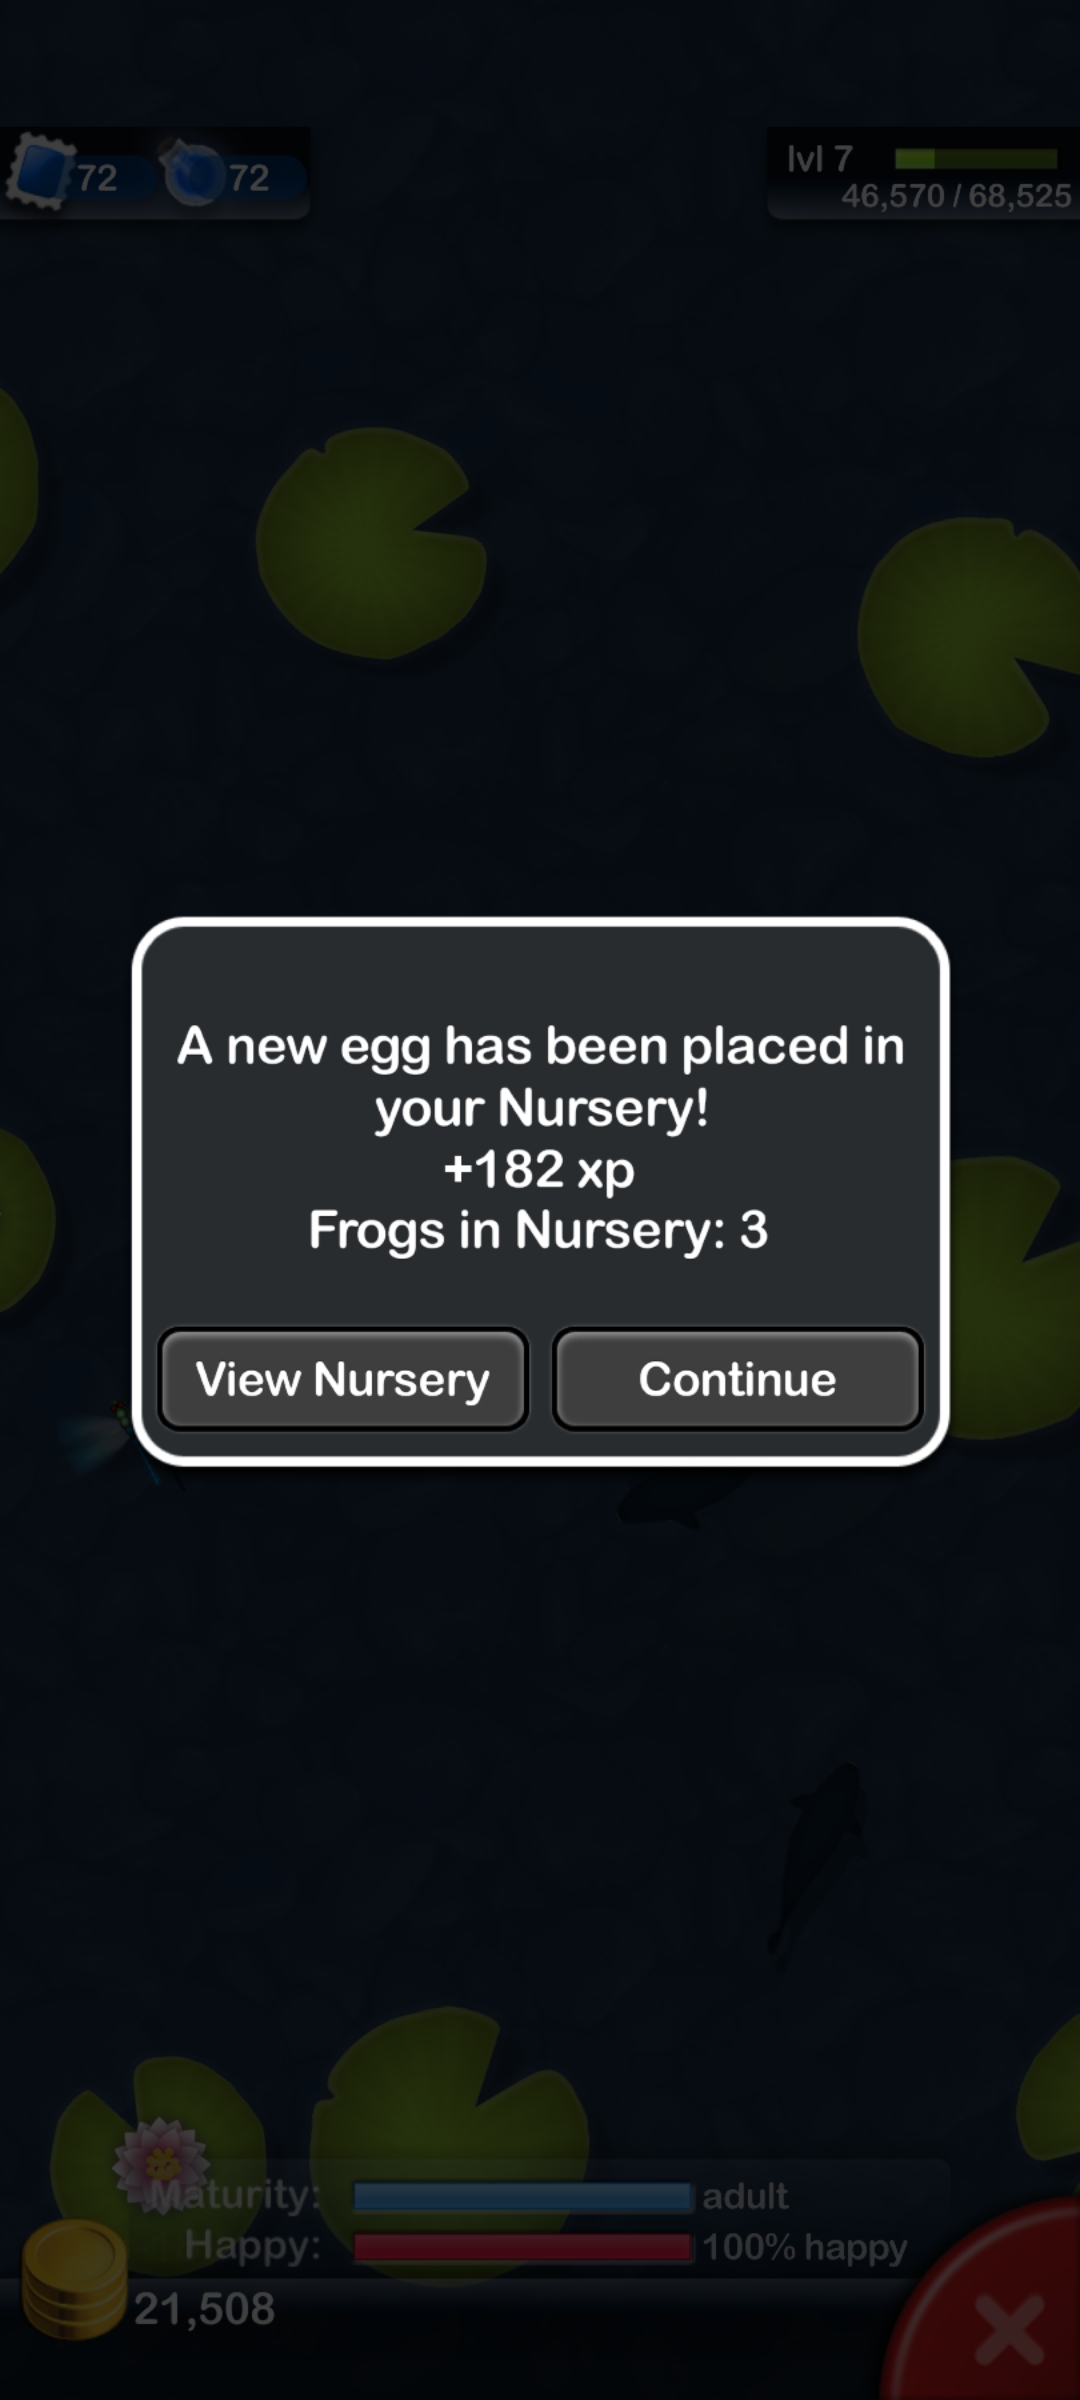 72
72
lvl 7
46,570 / 68,525
A new egg has been placed in
your Nursery!
+182 xp
Frogs in Nursery: 3
View Nursery
Continue
Maturity:
adult
Happy:
100% happy
21,508